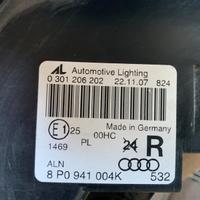 AL Automotive Lighting
0 301 206 202 22.11.07 824
Made in Germany
E1 25 00HC 24 R
1469 PL
ALN
8 P0 941 004K 532